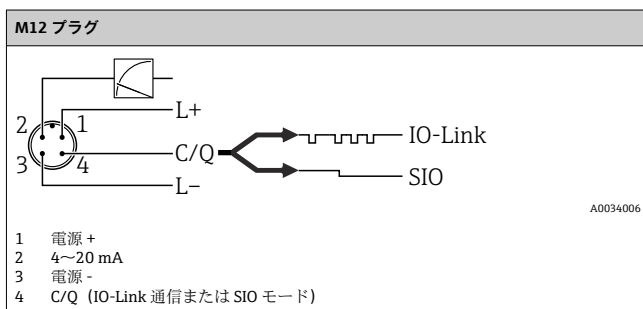 M12 プラグ
L+
2 1
C/Q
IO-Link
3 4
L–
SIO
A0034006
1 電源 +
2 4～20 mA
3 電源 -
4 C/Q（IO-Link 通信または SIO モード）